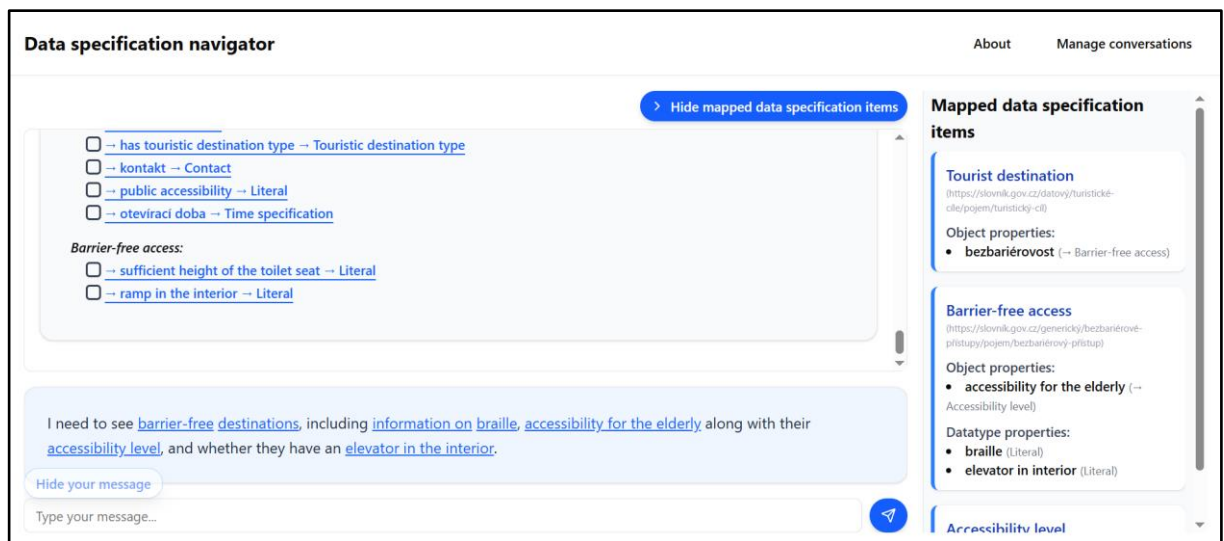 Data specification navigator
About
Manage conversations
Hide mapped data specification items
→ has touristic destination type → Touristic destination type
→ kontakt → Contact
→ public accessibility → Literal
→ otevírací doba → Time specification
Barrier-free access:
→ sufficient height of the toilet seat → Literal
→ ramp in the interior → Literal
I need to see barrier-free destinations, including information on braille, accessibility for the elderly along with their
accessibility level, and whether they have an elevator in the interior.
Hide your message
Type your message...
Mapped data specification
items
Tourist destination
(https://slovník.gov.cz/datový/turistické-
cíle/pojem/turistický-cíl)
Object properties:
• bezbariérovost (→ Barrier-free access)
Barrier-free access
(https://slovník.gov.cz/generický/bezbariérové-
přístupy/pojem/bezbariérový-přístup)
Object properties:
• accessibility for the elderly (→
Accessibility level)
Datatype properties:
• braille (Literal)
• elevator in interior (Literal)
Accessibility level